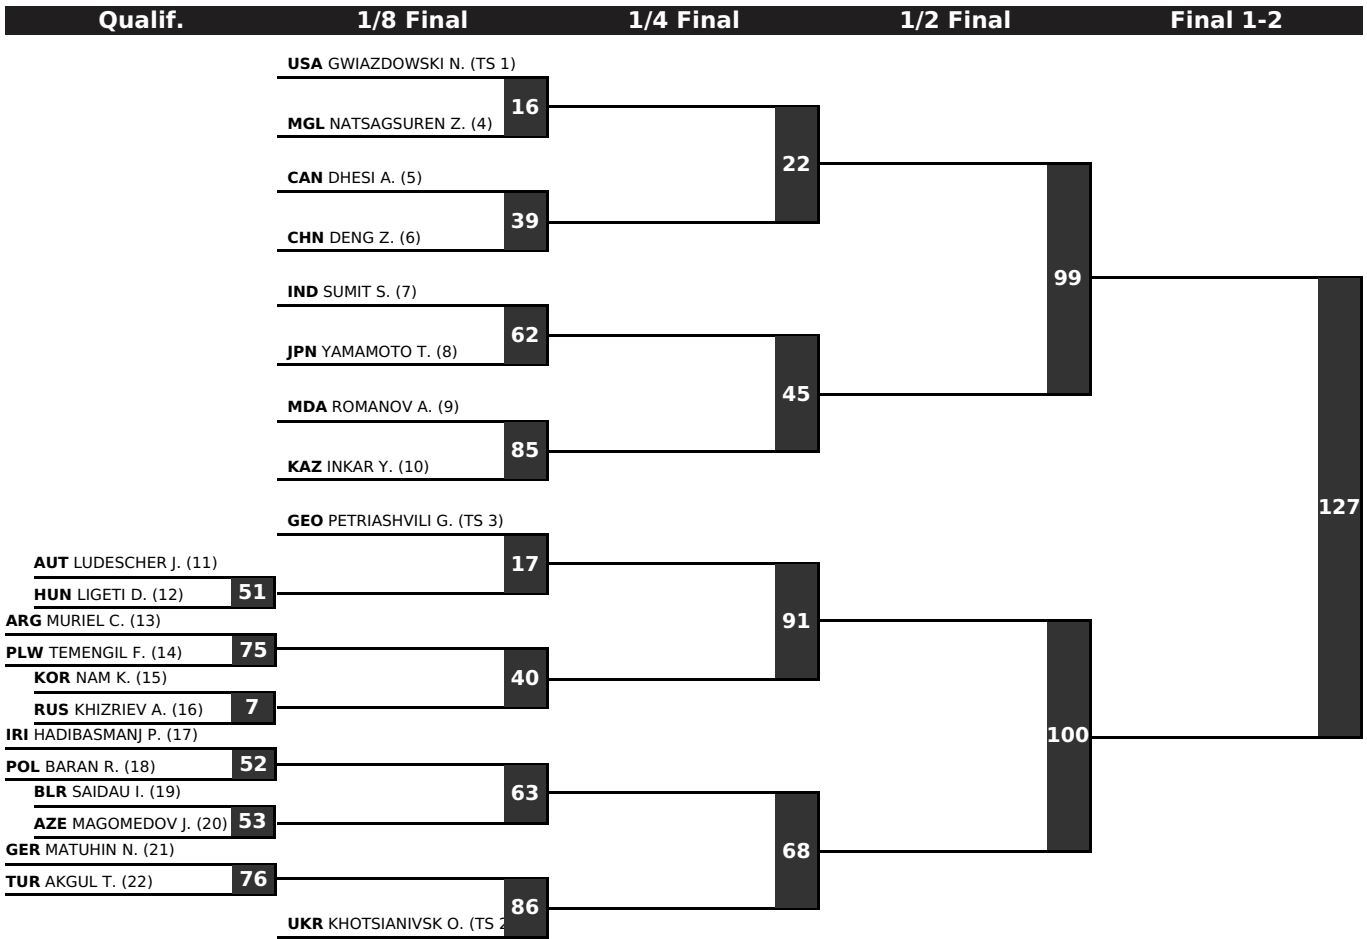 Qualif. 1/8 Final 1/4 Final 1/2 Final Final 1-2
USA GWIAZDOWSKI N. (TS 1)
16
MGL NATSAGSUREN Z. (4)
22
CAN DHESI A. (5)
39
CHN DENG Z. (6)
99
IND SUMIT S. (7)
62
JPN YAMAMOTO T. (8)
45
MDA ROMANOV A. (9)
85
KAZ INKAR Y. (10)
127
GEO PETRIASHVILI G. (TS 3)
AUT LUDESCHER J. (11)
17
HUN LIGETI D. (12) 51
ARG MURIEL C. (13)
91
PLW TEMENGIL F. (14) 75
KOR NAM K. (15)
40
RUS KHIZRIEV A. (16) 7
IRI HADIBASMANJ P. (17)
100
POL BARAN R. (18) 52
BLR SAIDAU I. (19)
63
AZE MAGOMEDOV J. (20) 53
GER MATUHIN N. (21)
68
TUR AKGUL T. (22) 76
86
UKR KHOTSIANIVSK O. (TS